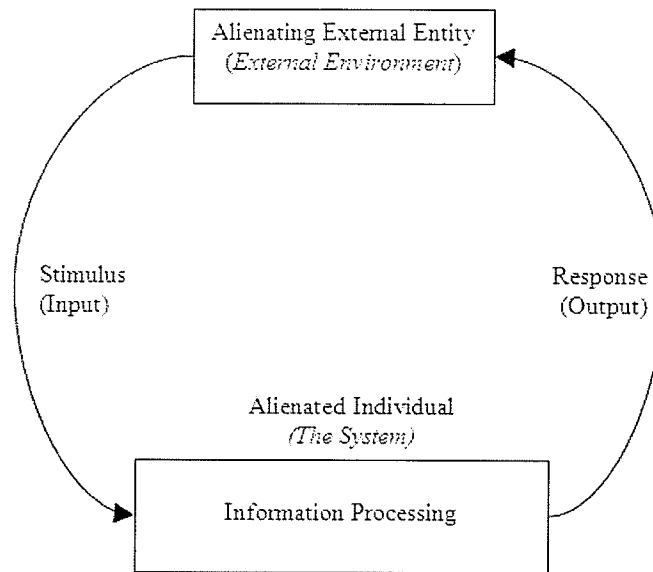 Alienating External Entity
(External Environment)
Stimulus
(Input)
Response
(Output)
Alienated Individual
(The System)
Information Processing